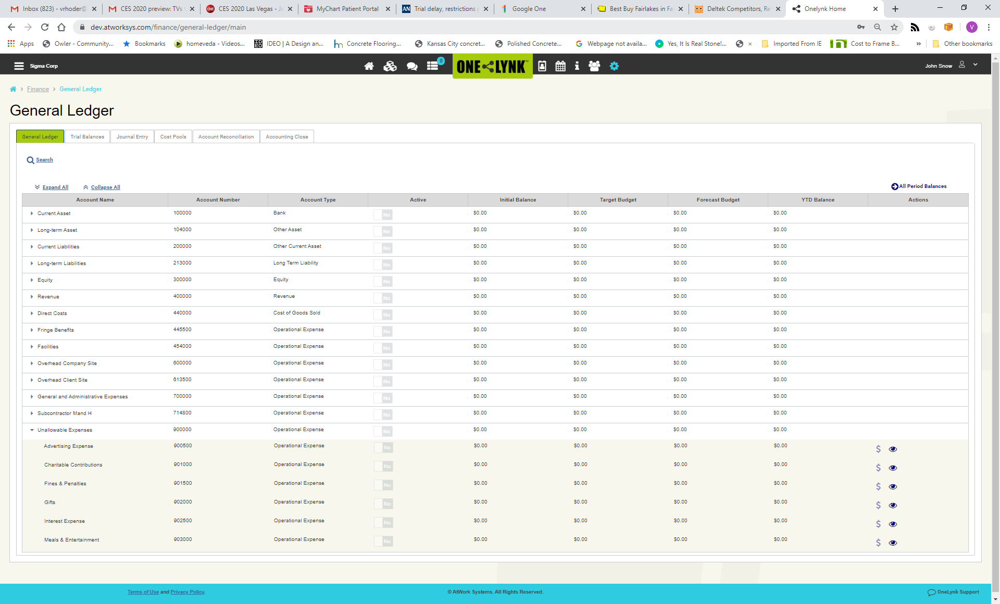 Inbox (823) - vrhoder@
CES 2020 preview: TVs
CES 2020 Las Vegas - J
MyChart Patient Portal
Trial delay, restrictions
Google One
Best Buy Fairlakes in Fa
Deltek Competitors, Re
Onelynk Home
dev.atworksys.com/finance/general-ledger/main
V
Apps
Owler - Community...
Bookmarks
homeveda - Videos...
IDEO | A Design an...
Concrete Flooring...
Kansas City concret...
Polished Concrete...
Webpage not availa...
Yes, It Is Real Stone!...
Imported From IE
Cost to Frame B...
Other bookmarks
Sigma Corp
0
ONE LYNK™
John Snow
Finance > General Ledger
General Ledger
General Ledger Trial Balances Journal Entry Cost Pools Account Reconciliation Accounting Close
Search
Expand All Collapse All All Period Balances
Account Name Account Number Account Type Active Initial Balance Target Budget Forecast Budget YTD Balance Actions
Current Asset 100000 Bank No $0.00 $0.00 $0.00 $0.00
Long-term Asset 104000 Other Asset No $0.00 $0.00 $0.00 $0.00
Current Liabilities 200000 Other Current Asset No $0.00 $0.00 $0.00 $0.00
Long-term Liabilities 213000 Long Term Liability No $0.00 $0.00 $0.00 $0.00
Equity 300000 Equity No $0.00 $0.00 $0.00 $0.00
Revenue 400000 Revenue No $0.00 $0.00 $0.00 $0.00
Direct Costs 440000 Cost of Goods Sold No $0.00 $0.00 $0.00 $0.00
Fringe Benefits 445500 Operational Expense No $0.00 $0.00 $0.00 $0.00
Facilities 454000 Operational Expense No $0.00 $0.00 $0.00 $0.00
Overhead Company Site 600000 Operational Expense No $0.00 $0.00 $0.00 $0.00
Overhead Client Site 613500 Operational Expense No $0.00 $0.00 $0.00 $0.00
General and Administrative Expenses 700000 Operational Expense No $0.00 $0.00 $0.00 $0.00
Subcontractor Mand H 714800 Operational Expense No $0.00 $0.00 $0.00 $0.00
Unallowable Expenses 900000 Operational Expense No $0.00 $0.00 $0.00 $0.00
Advertising Expense 900500 Operational Expense No $0.00 $0.00 $0.00 $0.00 $
Charitable Contributions 901000 Operational Expense No $0.00 $0.00 $0.00 $0.00 $
Fines & Penalties 901500 Operational Expense No $0.00 $0.00 $0.00 $0.00 $
Gifts 902000 Operational Expense No $0.00 $0.00 $0.00 $0.00 $
Interest Expense 902500 Operational Expense No $0.00 $0.00 $0.00 $0.00 $
Meals & Entertainment 903000 Operational Expense No $0.00 $0.00 $0.00 $0.00 $
Terms of Use and Privacy Policy. © AtWork Systems. All Rights Reserved. OneLynk Support